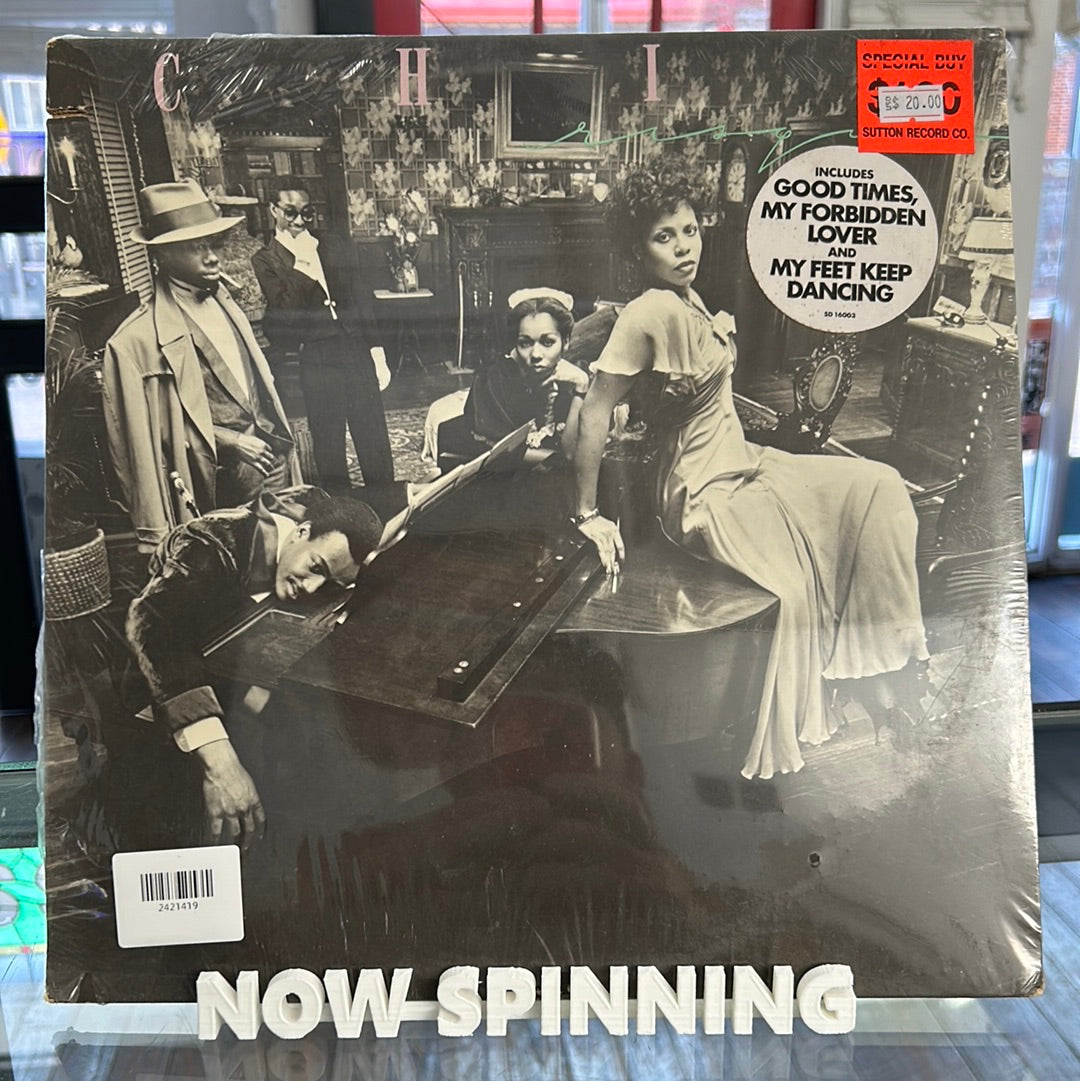 C H I
risqué
SPECIAL BUY
$ 20.00
SUTTON RECORD CO.
INCLUDES
GOOD TIMES,
MY FORBIDDEN
LOVER
AND
MY FEET KEEP
DANCING
SD 16003
2421419
NOW SPINNING